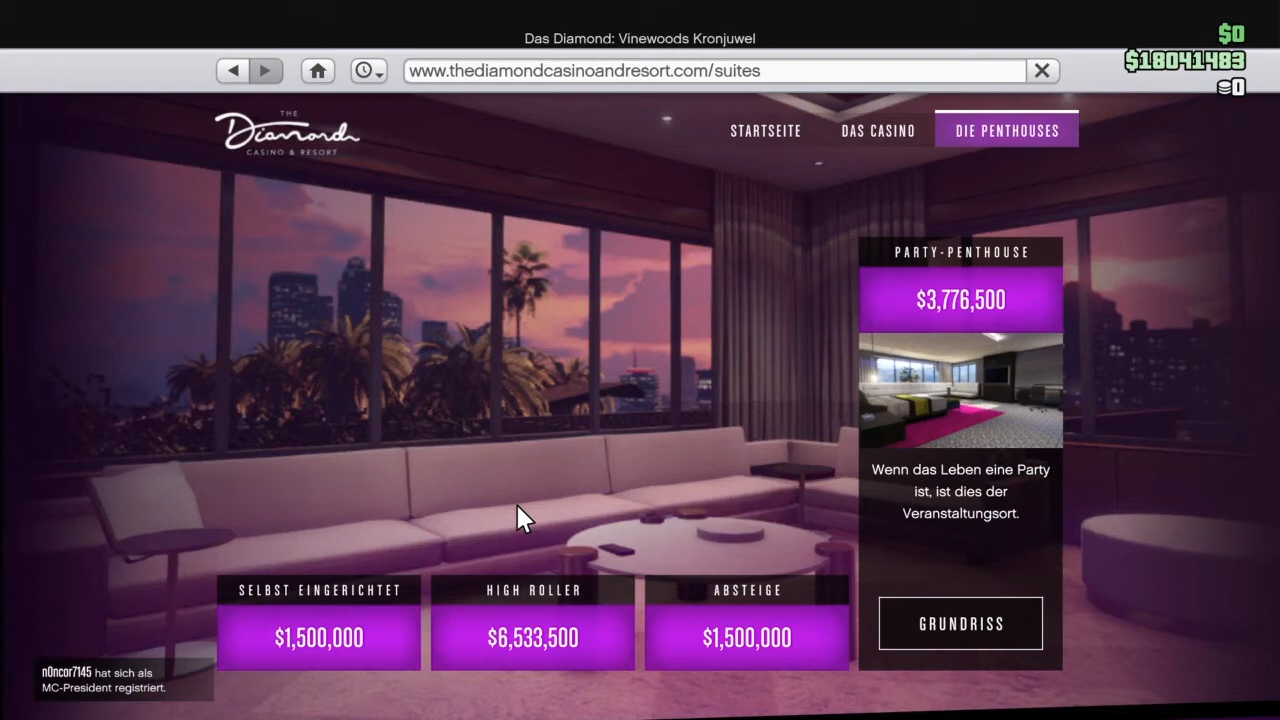 Das Diamond: Vinewoods Kronjuwel
$0
$18041483
0
www.thediamondcasinoandresort.com/suites
THE
Diamond
CASINO & RESORT
STARTSEITE
DAS CASINO
DIE PENTHOUSES
PARTY-PENTHOUSE
$3,776,500
Wenn das Leben eine Party
ist, ist dies der
Veranstaltungsort.
GRUNDRISS
SELBST EINGERICHTET
$1,500,000
HIGH ROLLER
$6,533,500
ABSTEIGE
$1,500,000
n0ncor7145 hat sich als
MC-President registriert.